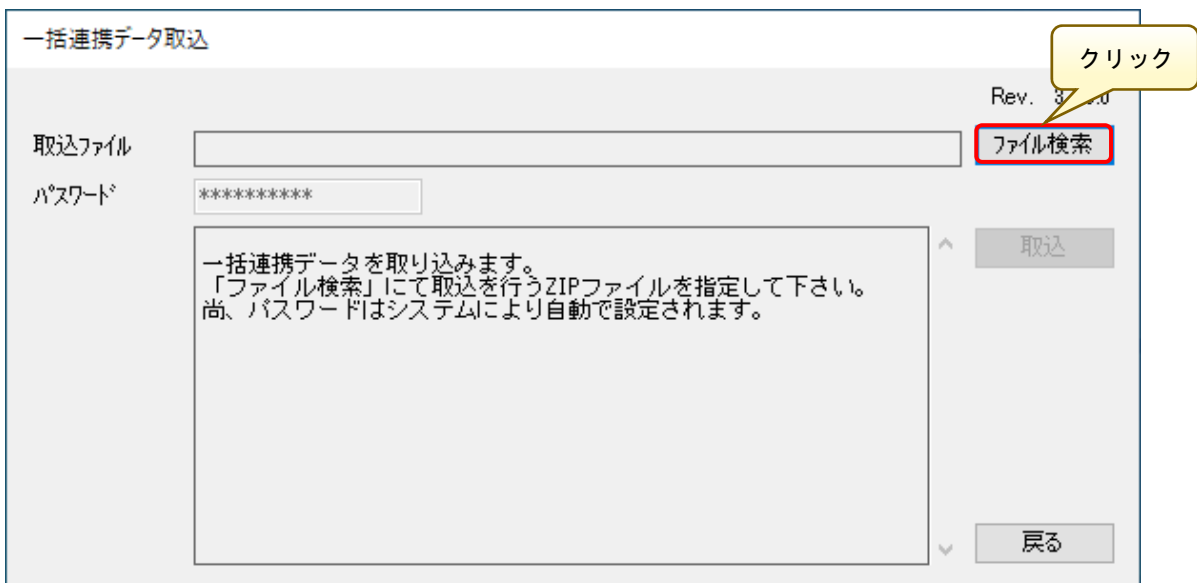 一括連携データ取込
クリック
Rev.
取込ファイル
ファイル検索
パスワード
**********
一括連携データを取り込みます。
「ファイル検索」にて取込を行うZIPファイルを指定して下さい。
尚、パスワードはシステムにより自動で設定されます。
取込
戻る